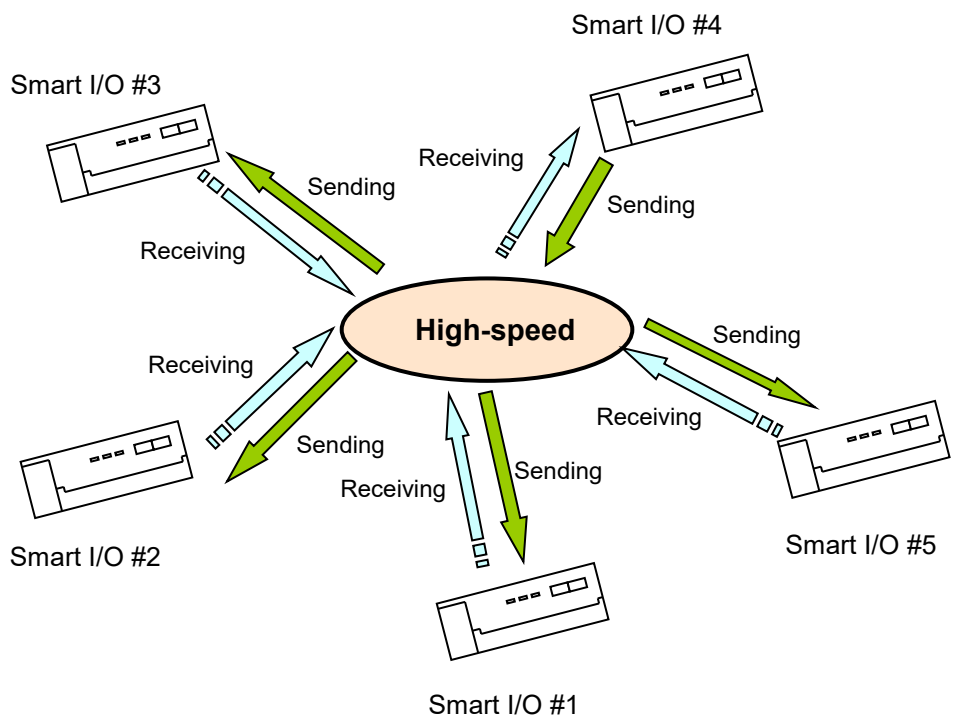 Smart I/O #4
Smart I/O #3
Receiving
Sending
Sending
Receiving
High-speed
Sending
Receiving
Receiving
Sending
Sending
Receiving
Smart I/O #5
Smart I/O #2
Smart I/O #1